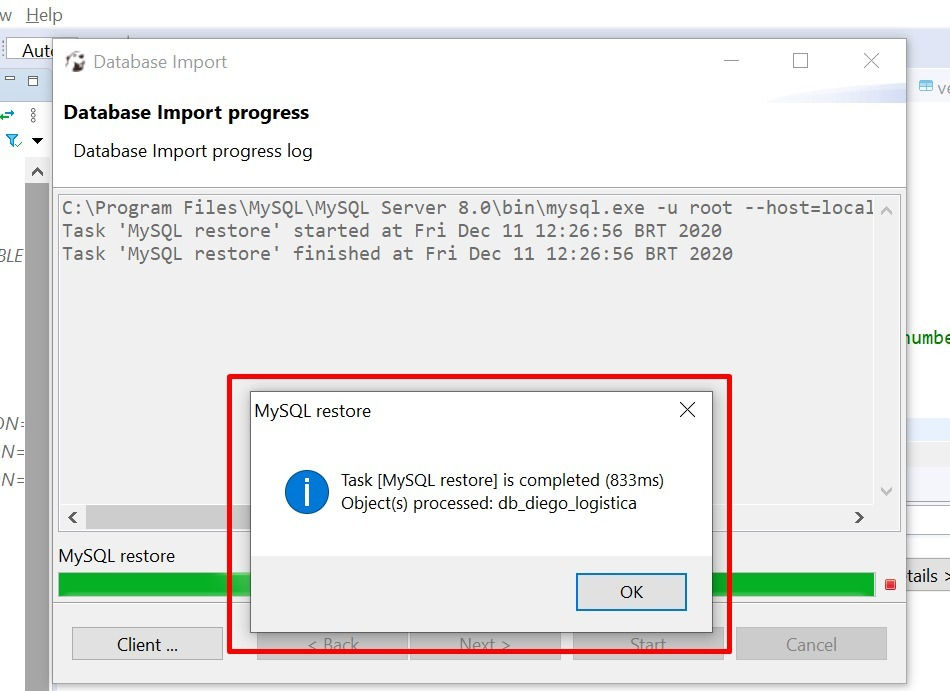 w Help
Auto
Database Import
Database Import progress
Database Import progress log
C:\Program Files\MySQL\MySQL Server 8.0\bin\mysql.exe -u root --host=local
Task 'MySQL restore' started at Fri Dec 11 12:26:56 BRT 2020
Task 'MySQL restore' finished at Fri Dec 11 12:26:56 BRT 2020
BLE
numbe
ON=
N=
N=
MySQL restore
Task [MySQL restore] is completed (833ms)
Object(s) processed: db_diego_logistica
OK
MySQL restore
tails >
Client ...
< Back
Next >
Start
Cancel